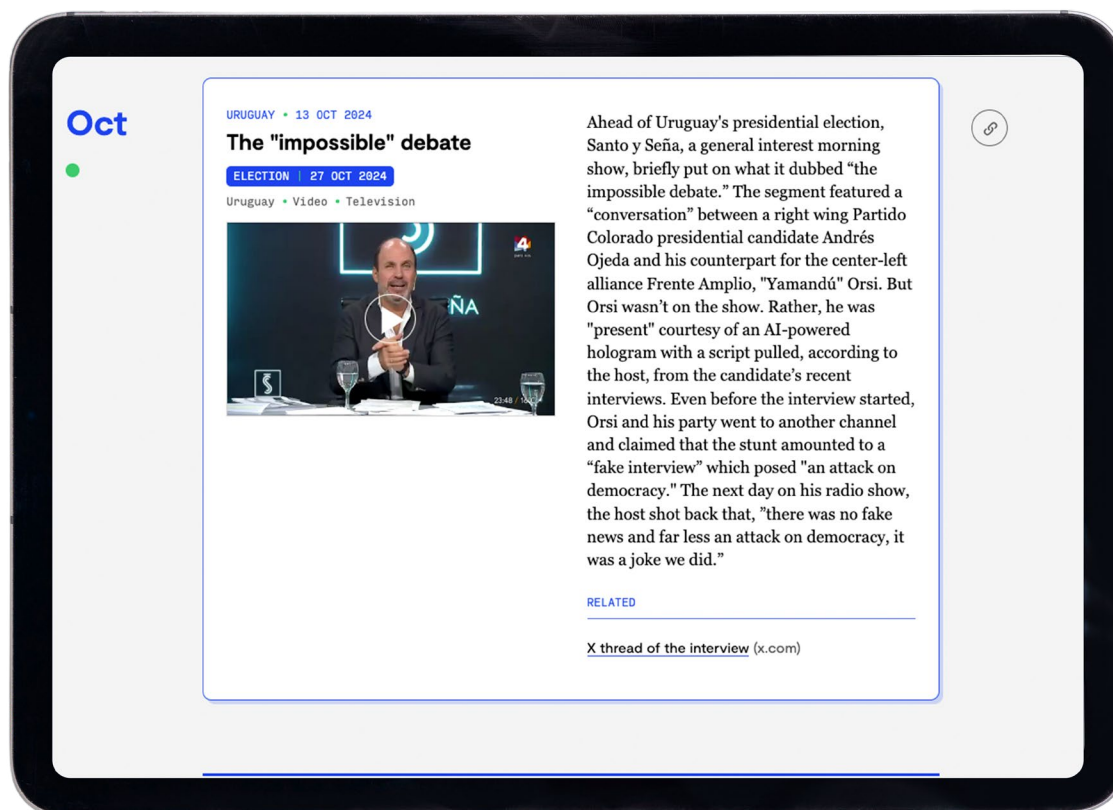 Oct
URUGUAY • 13 OCT 2024
The "impossible" debate
ELECTION | 27 OCT 2024
Uruguay • Video • Television
4
ÑA
Ahead of Uruguay's presidential election,
Santo y Seña, a general interest morning
show, briefly put on what it dubbed “the
impossible debate.” The segment featured a
“conversation” between a right wing Partido
Colorado presidential candidate Andrés
Ojeda and his counterpart for the center-left
alliance Frente Amplio, "Yamandú" Orsi. But
Orsi wasn’t on the show. Rather, he was
"present" courtesy of an AI-powered
hologram with a script pulled, according to
the host, from the candidate’s recent
interviews. Even before the interview started,
Orsi and his party went to another channel
and claimed that the stunt amounted to a
“fake interview” which posed "an attack on
democracy." The next day on his radio show,
the host shot back that, ”there was no fake
news and far less an attack on democracy, it
was a joke we did.”
RELATED
X thread of the interview (x.com)